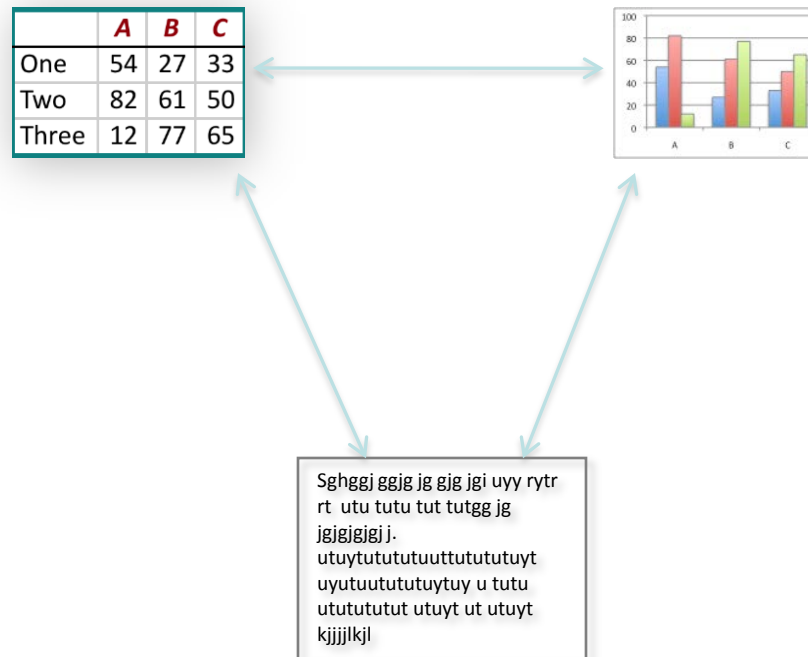 A B C
One 54 27 33
Two 82 61 50
Three 12 77 65
100
80
60
40
20
0
A B C
Sghggj ggjg jg gjg jgi uyy rytr
rt utu tutu tut tutgg jg
jgjgjgjgj j.
utuytutututuuttutututuyt
uyutuutututuytuy u tutu
utututututut utuyt ut utuyt
kjjjjlkjl